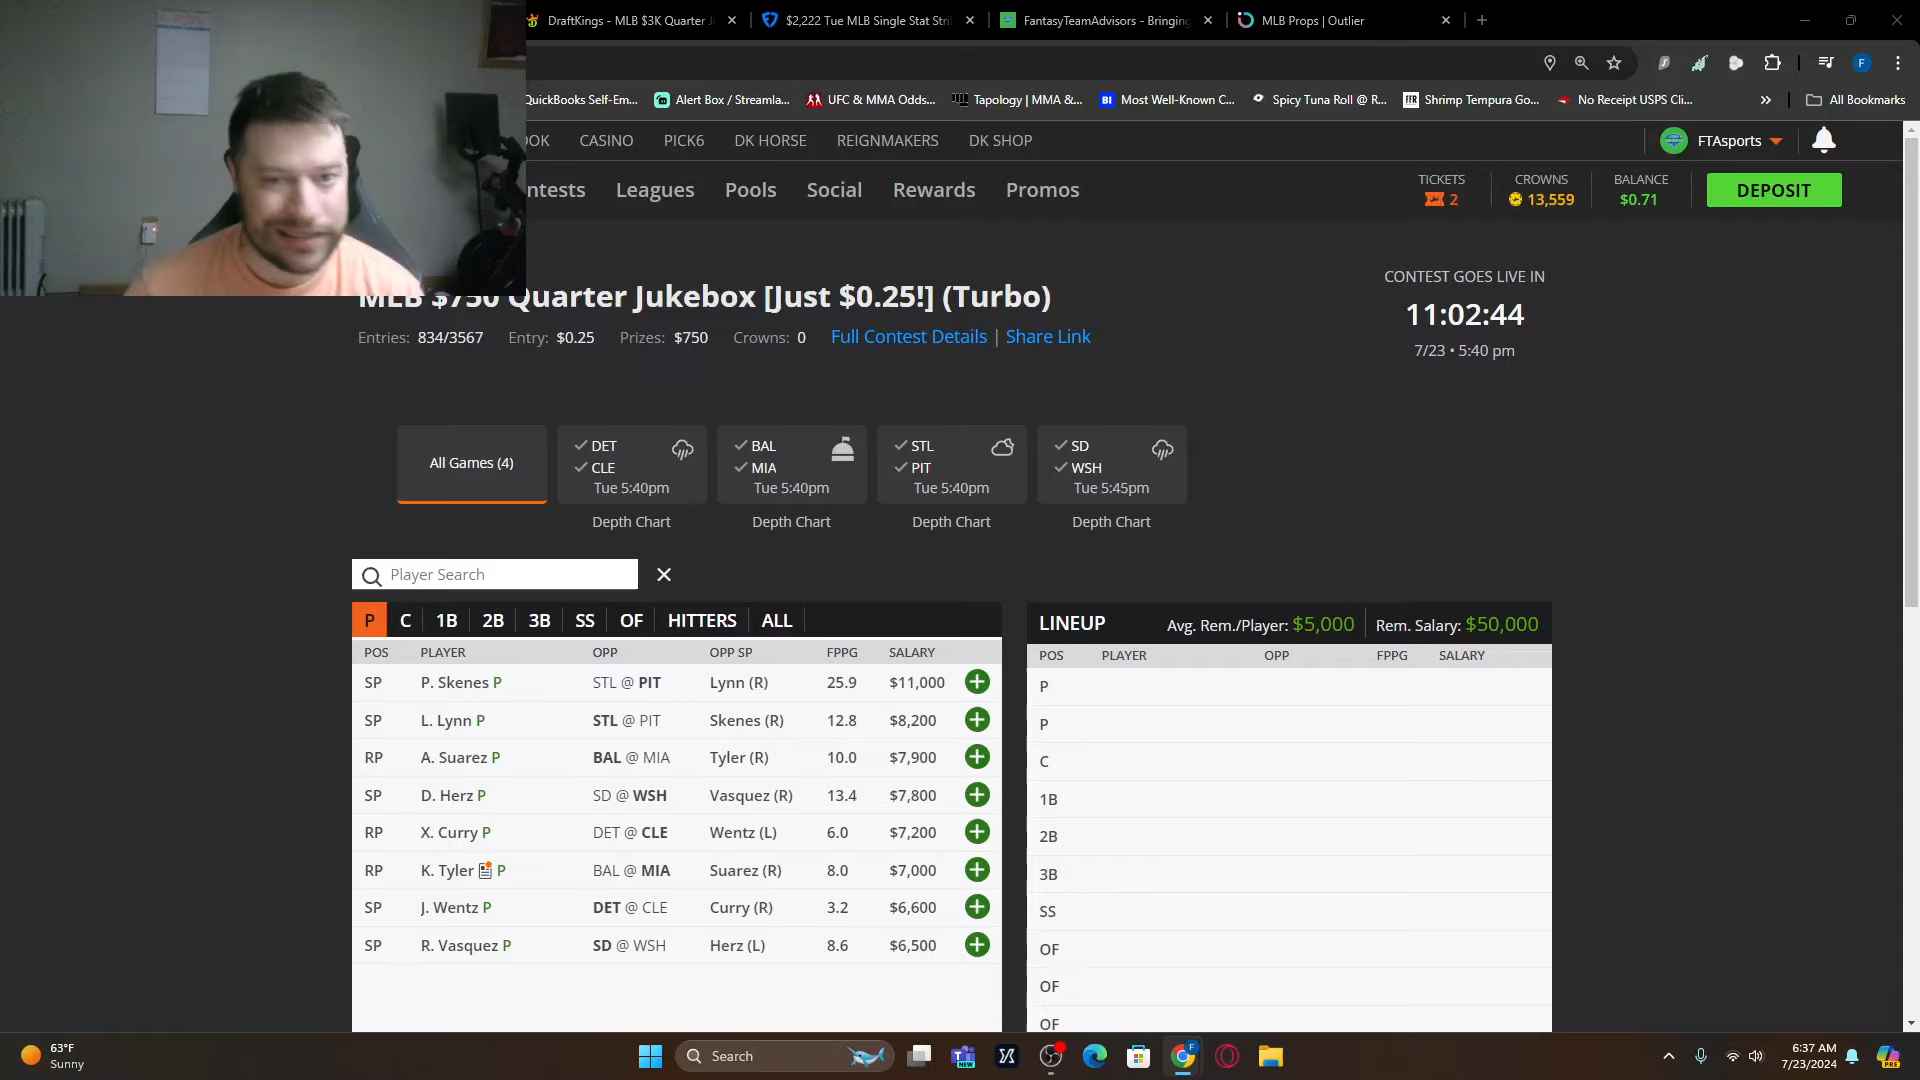 DraftKings - MLB $3K Quarter J
$2,222 Tue MLB Single Stat Stri
FantasyTeamAdvisors - Bringing
MLB Props | Outlier
F
QuickBooks Self-Em...
Alert Box / Streamla...
UFC & MMA Odds...
Tapology | MMA &...
BI Most Well-Known C...
Spicy Tuna Roll @ R...
FFR Shrimp Tempura Go...
No Receipt USPS Cli...
All Bookmarks
OOK
CASINO
PICK6
DK HORSE
REIGNMAKERS
DK SHOP
FTAsports
ntests
Leagues
Pools
Social
Rewards
Promos
TICKETS
2
CROWNS
13,559
BALANCE
$0.71
DEPOSIT
MLB $750 Quarter Jukebox [Just $0.25!] (Turbo)
Entries: 834/3567 Entry: $0.25 Prizes: $750 Crowns: 0 Full Contest Details | Share Link
CONTEST GOES LIVE IN
11:02:44
7/23 • 5:40 pm
All Games (4)
DET
CLE
Tue 5:40pm
Depth Chart
BAL
MIA
Tue 5:40pm
Depth Chart
STL
PIT
Tue 5:40pm
Depth Chart
SD
WSH
Tue 5:45pm
Depth Chart
Player Search
P C 1B 2B 3B SS OF HITTERS ALL
POS PLAYER OPP OPP SP FPPG SALARY
SP P. Skenes P STL @ PIT Lynn (R) 25.9 $11,000
SP L. Lynn P STL @ PIT Skenes (R) 12.8 $8,200
RP A. Suarez P BAL @ MIA Tyler (R) 10.0 $7,900
SP D. Herz P SD @ WSH Vasquez (R) 13.4 $7,800
RP X. Curry P DET @ CLE Wentz (L) 6.0 $7,200
RP K. Tyler P BAL @ MIA Suarez (R) 8.0 $7,000
SP J. Wentz P DET @ CLE Curry (R) 3.2 $6,600
SP R. Vasquez P SD @ WSH Herz (L) 8.6 $6,500
LINEUP Avg. Rem./Player: $5,000 Rem. Salary: $50,000
POS PLAYER OPP FPPG SALARY
P
P
C
1B
2B
3B
SS
OF
OF
OF
63°F
Sunny
Search
NEW
F
6:37 AM
7/23/2024
PRE